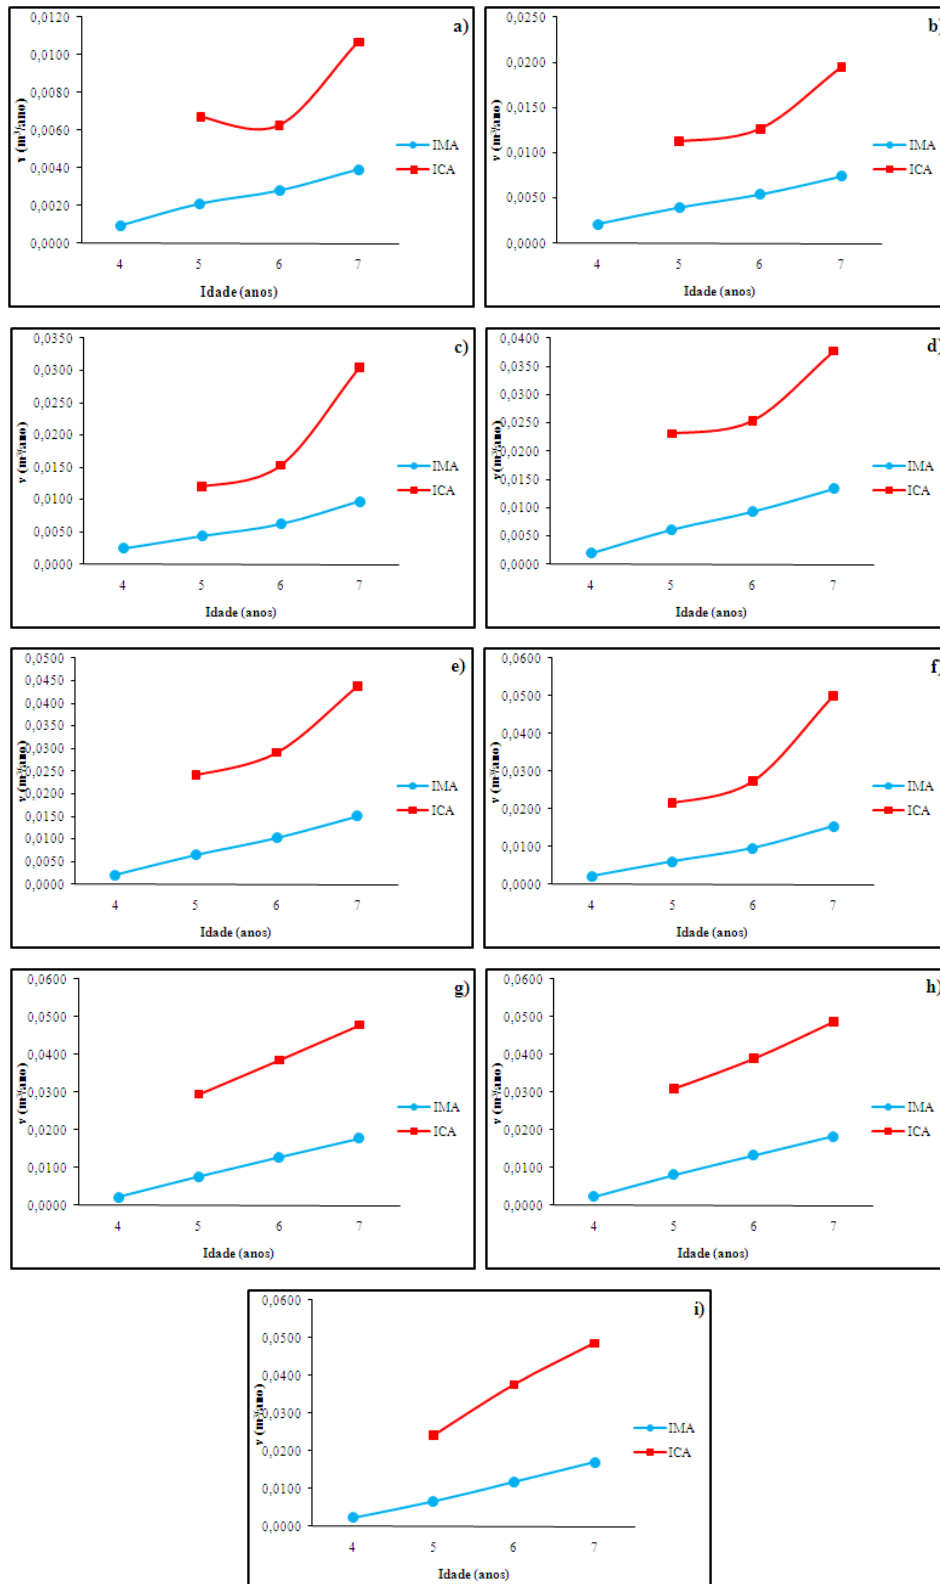 a)
0,0120
0,0100
0,0080
0,0060
0,0040
0,0020
0,0000
v (m³/ano)
4 5 6 7
Idade (anos)
IMA
ICA
b)
0,0250
0,0200
0,0150
0,0100
0,0050
0,0000
v (m³/ano)
4 5 6 7
Idade (anos)
IMA
ICA
c)
0,0350
0,0300
0,0250
0,0200
0,0150
0,0100
0,0050
0,0000
v (m³/ano)
4 5 6 7
Idade (anos)
IMA
ICA
d)
0,0400
0,0350
0,0300
0,0250
0,0200
0,0150
0,0100
0,0050
0,0000
v (m³/ano)
4 5 6 7
Idade (anos)
IMA
ICA
e)
0,0500
0,0450
0,0400
0,0350
0,0300
0,0250
0,0200
0,0150
0,0100
0,0050
0,0000
v (m³/ano)
4 5 6 7
Idade (anos)
IMA
ICA
f)
0,0600
0,0500
0,0400
0,0300
0,0200
0,0100
0,0000
v (m³/ano)
4 5 6 7
Idade (anos)
IMA
ICA
g)
0,0600
0,0500
0,0400
0,0300
0,0200
0,0100
0,0000
v (m³/ano)
4 5 6 7
Idade (anos)
IMA
ICA
h)
0,0600
0,0500
0,0400
0,0300
0,0200
0,0100
0,0000
v (m³/ano)
4 5 6 7
Idade (anos)
IMA
ICA
i)
0,0600
0,0500
0,0400
0,0300
0,0200
0,0100
0,0000
v (m³/ano)
4 5 6 7
Idade (anos)
IMA
ICA